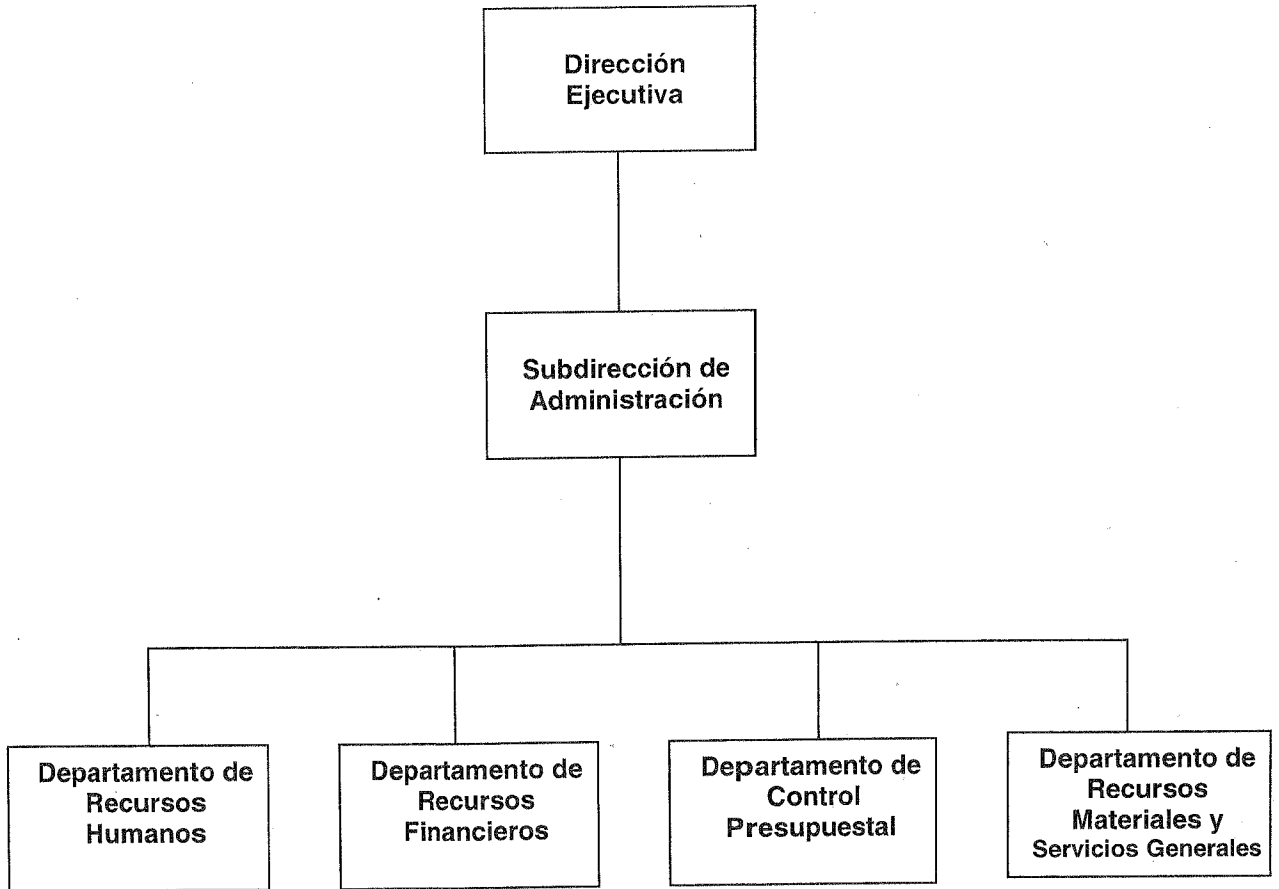 Dirección
Ejecutiva
Subdirección de
Administración
Departamento de
Recursos
Humanos
Departamento de
Recursos
Financieros
Departamento de
Control
Presupuestal
Departamento de
Recursos
Materiales y
Servicios Generales